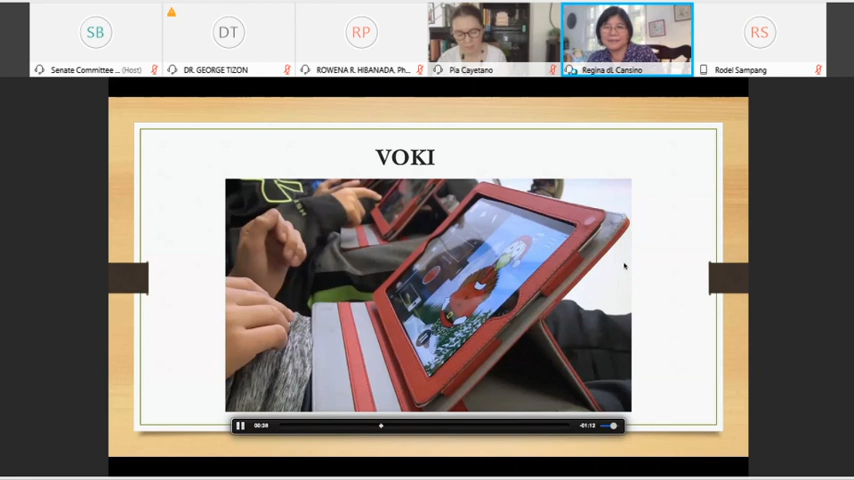 SB
DT
RP
RS
Senate Committee ... (Host)
DR. GEORGE TIZON
ROWENA R. HIBANADA, Ph...
Pia Cayetano
Regina dL Cansino
Rodel Sampang
VOKI
00:38
-01:12